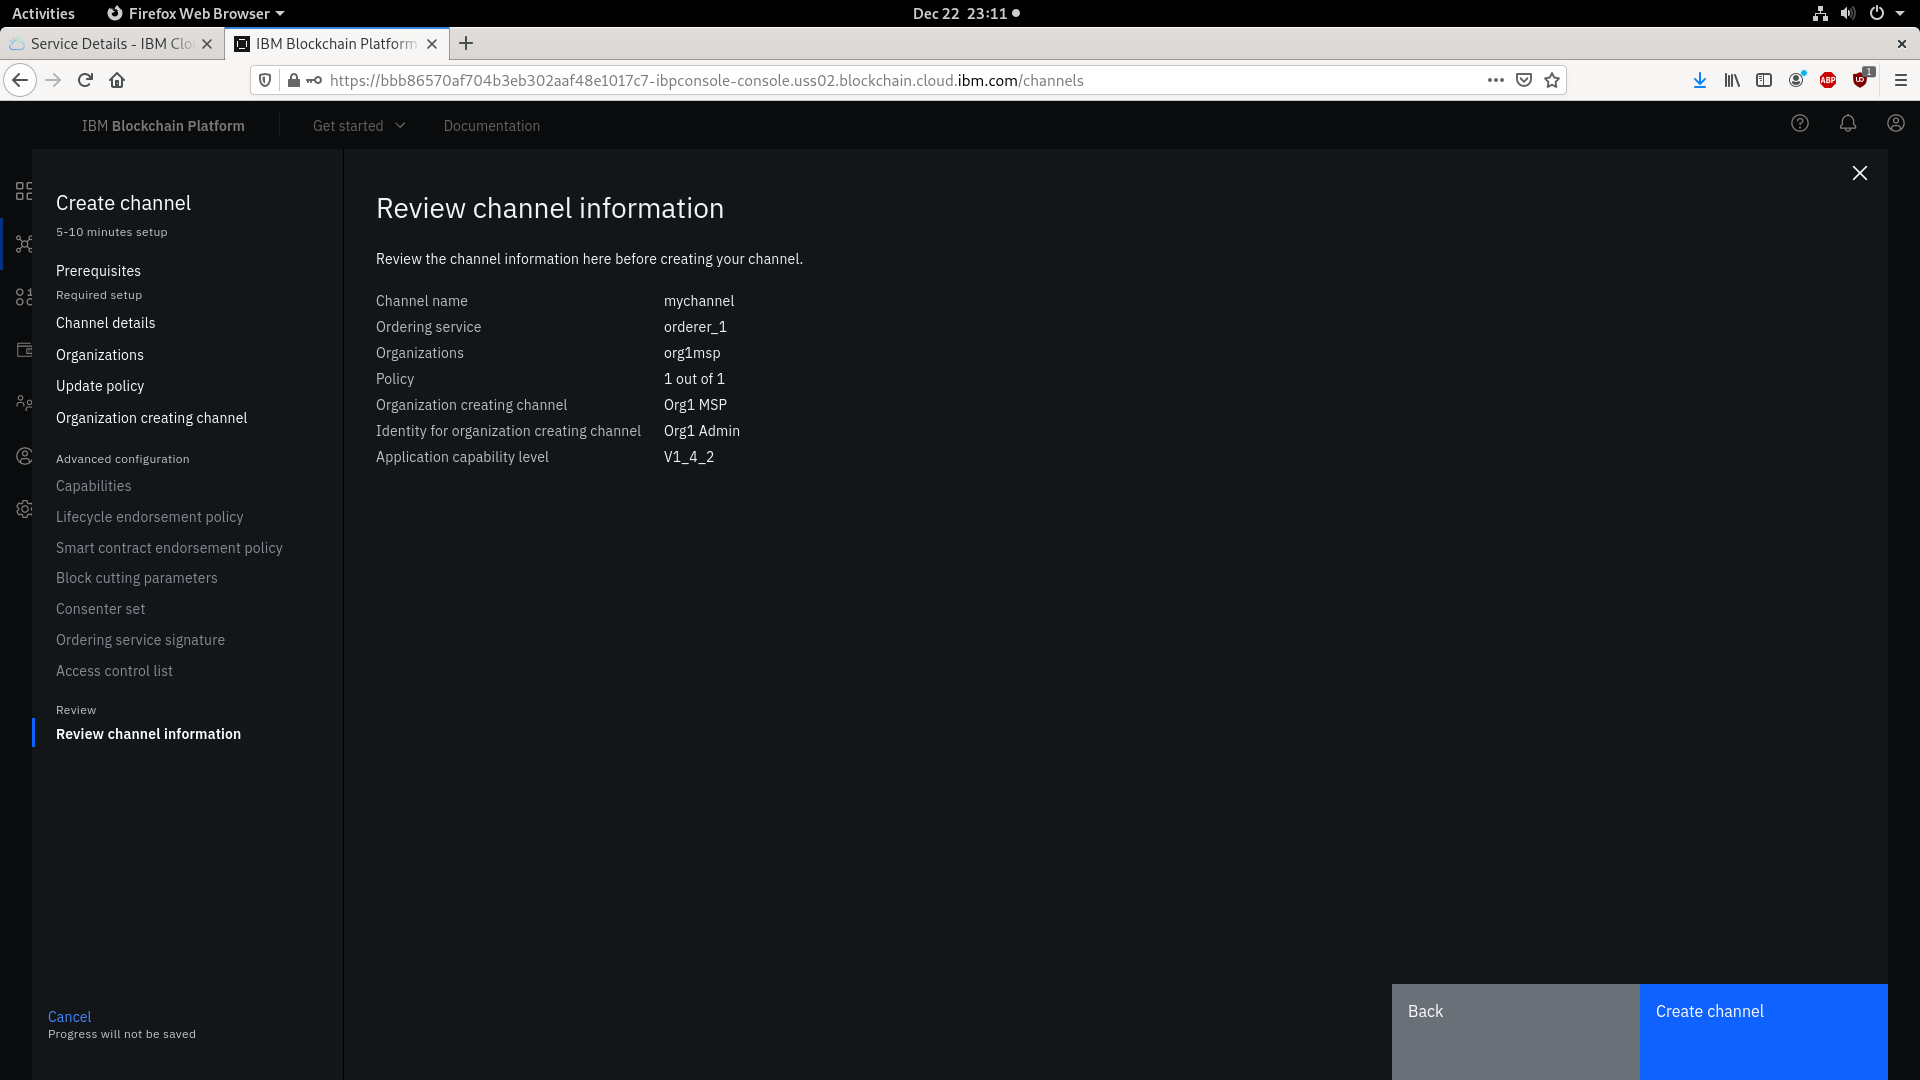 Activities
Firefox Web Browser
Dec 22 23:11
Service Details - IBM Clo
IBM Blockchain Platform
https://bbb86570af704b3eb302aaf48e1017c7-ibpconsole-console.uss02.blockchain.cloud.ibm.com/channels
ABP
1
IBM Blockchain Platform
Get started
Documentation
Create channel
5-10 minutes setup
Prerequisites
Required setup
Channel details
Organizations
Update policy
Organization creating channel
Advanced configuration
Capabilities
Lifecycle endorsement policy
Smart contract endorsement policy
Block cutting parameters
Consenter set
Ordering service signature
Access control list
Review
Review channel information
Cancel
Progress will not be saved
Review channel information
Review the channel information here before creating your channel.
Channel name mychannel
Ordering service orderer_1
Organizations org1msp
Policy 1 out of 1
Organization creating channel Org1 MSP
Identity for organization creating channel Org1 Admin
Application capability level V1_4_2
Back
Create channel